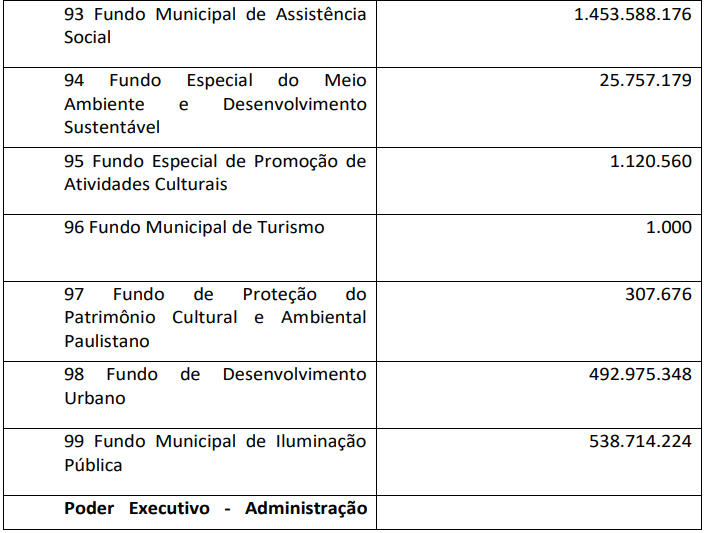 93 Fundo Municipal de Assistência 1.453.588.176
Social
94 Fundo Especial do Meio 25.757.179
Ambiente e Desenvolvimento
Sustentável
95 Fundo Especial de Promoção de 1.120.560
Atividades Culturais
96 Fundo Municipal de Turismo 1.000
97 Fundo de Proteção do 307.676
Patrimônio Cultural e Ambiental
Paulistano
98 Fundo de Desenvolvimento 492.975.348
Urbano
99 Fundo Municipal de Iluminação 538.714.224
Pública
Poder Executivo - Administração